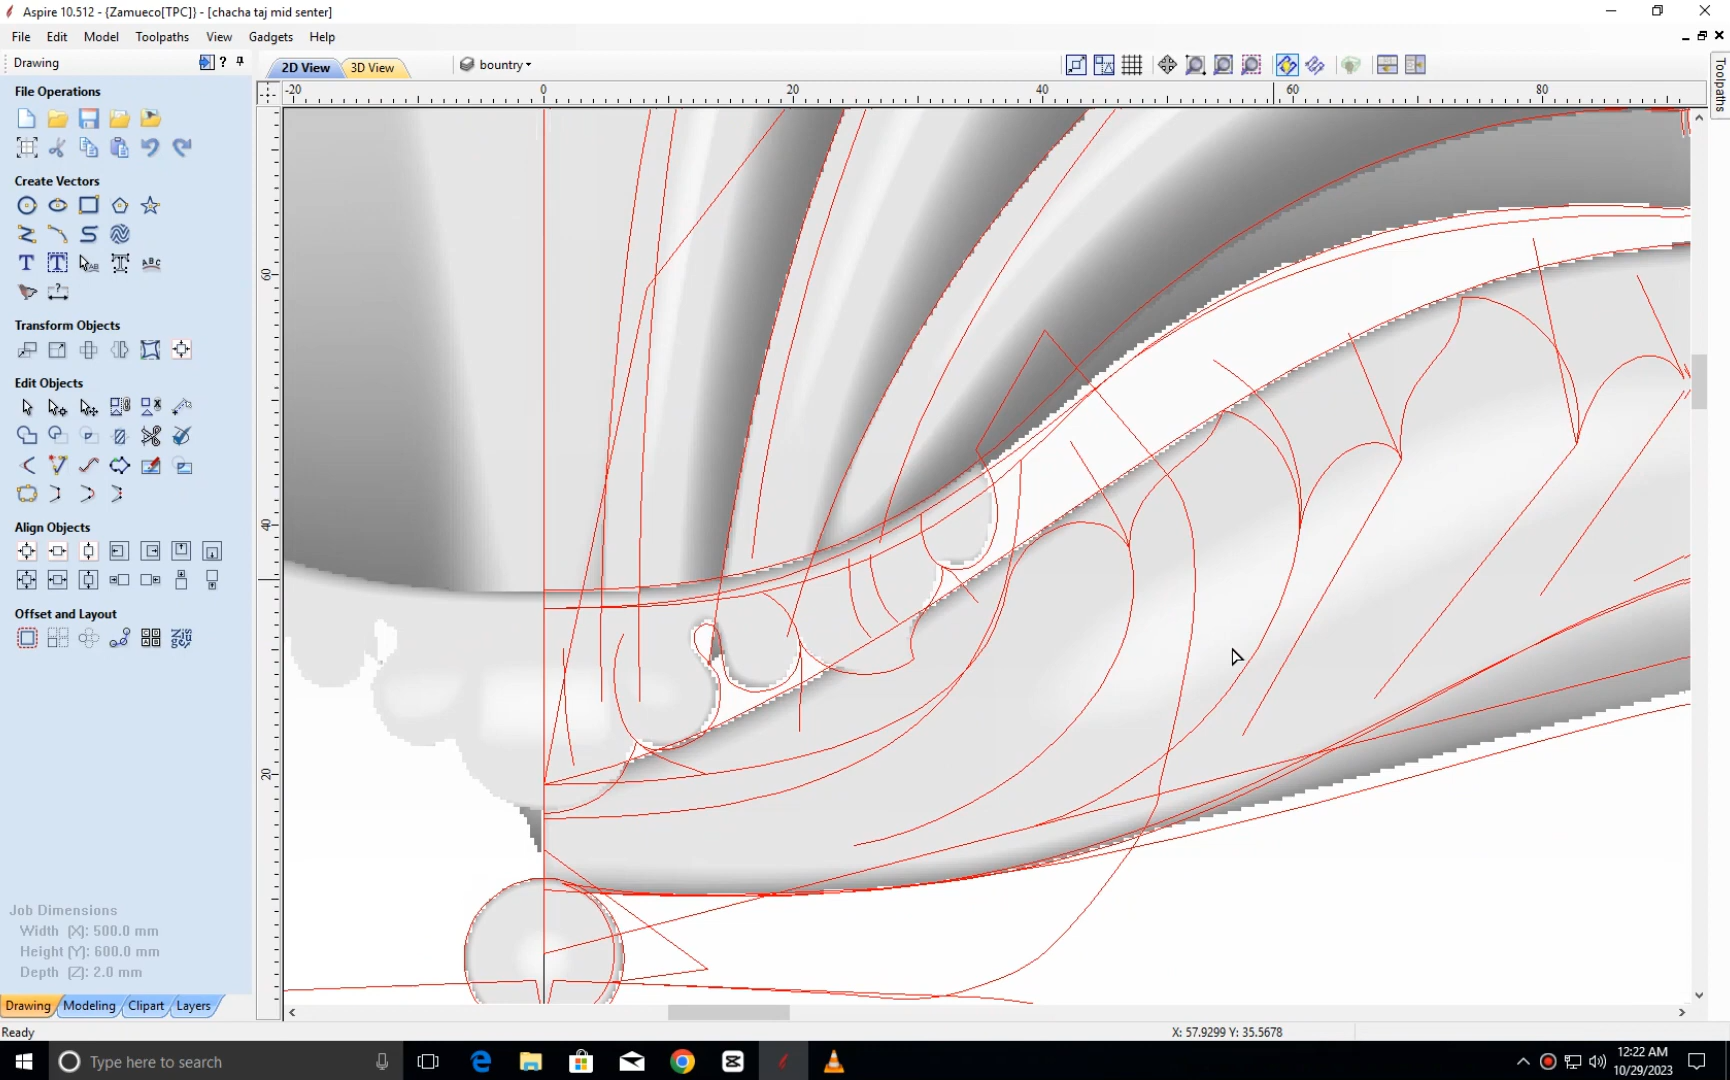 Aspire 10.512 - {Zamueco[TPC]} - [chacha taj mid senter]
File Edit Model Toolpaths View Gadgets Help
Drawing
2D View
3D View
bountry
Toolpaths
-20 0 20 40 60 80
60
40
20
File Operations
Create Vectors
Transform Objects
Edit Objects
Align Objects
Offset and Layout
Job Dimensions
Width (X): 500.0 mm
Height (Y): 600.0 mm
Depth (Z): 2.0 mm
Drawing Modeling Clipart Layers
Ready
X: 57.9299 Y: 35.5678
Type here to search
12:22 AM
10/29/2023